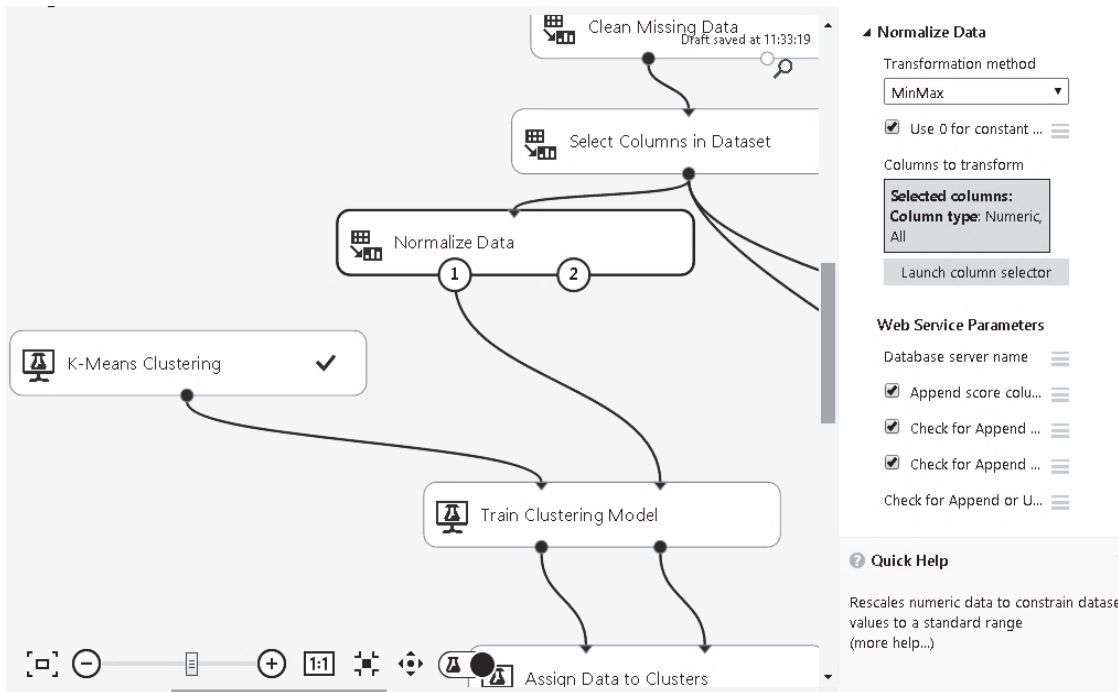 Clean Missing Data
Draft saved at 11:33:19
Select Columns in Dataset
Normalize Data
1
2
K-Means Clustering
Train Clustering Model
Assign Data to Clusters
1:1
Normalize Data
Transformation method
MinMax
Use 0 for constant ...
Columns to transform
Selected columns:
Column type: Numeric,
All
Launch column selector
Web Service Parameters
Database server name
Append score colu...
Check for Append ...
Check for Append ...
Check for Append or U...
Quick Help
Rescales numeric data to constrain datase
values to a standard range
(more help...)